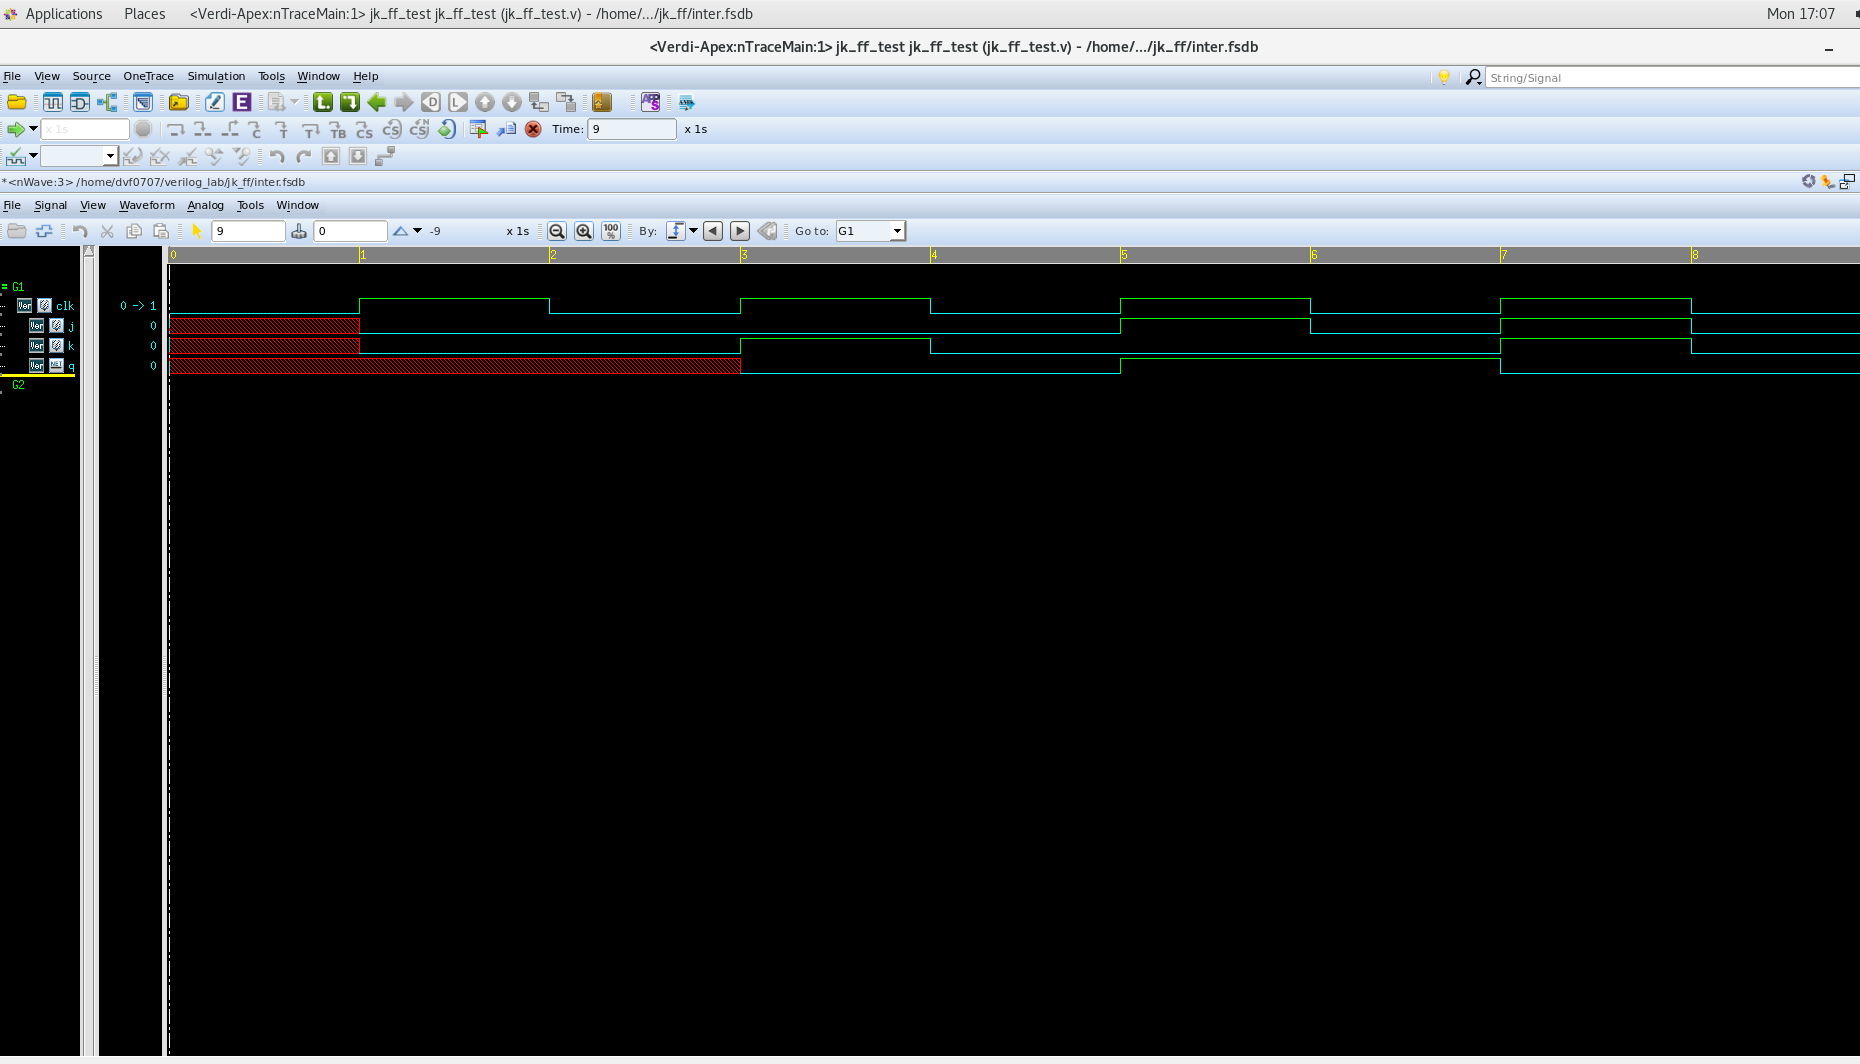 Applications Places <Verdi-Apex:nTraceMain:1> jk_ff_test jk_ff_test (jk_ff_test.v) - /home/.../jk_ff/inter.fsdb Mon 17:07
<Verdi-Apex:nTraceMain:1> jk_ff_test jk_ff_test (jk_ff_test.v) - /home/.../jk_ff/inter.fsdb
File View Source OneTrace Simulation Tools Window Help String/Signal
x 1s Time: 9 x 1s
*<nWave:3> /home/dvf0707/verilog_lab/jk_ff/inter.fsdb
File Signal View Waveform Analog Tools Window
9 0 -9 x 1s 100 % By: Go to: G1
0 1 2 3 4 5 6 7 8
= G1
clk 0 -> 1
j 0
k 0
q 0
G2